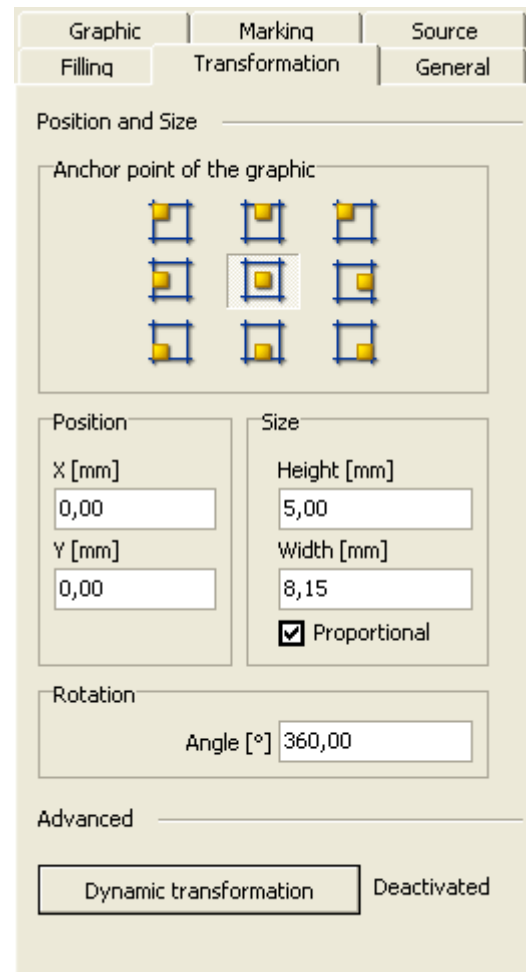 Graphic Marking Source
Filling Transformation General
Position and Size
Anchor point of the graphic
Position
X [mm]
0,00
Y [mm]
0,00
Size
Height [mm]
5,00
Width [mm]
8,15
Proportional
Rotation
Angle [°] 360,00
Advanced
Dynamic transformation Deactivated